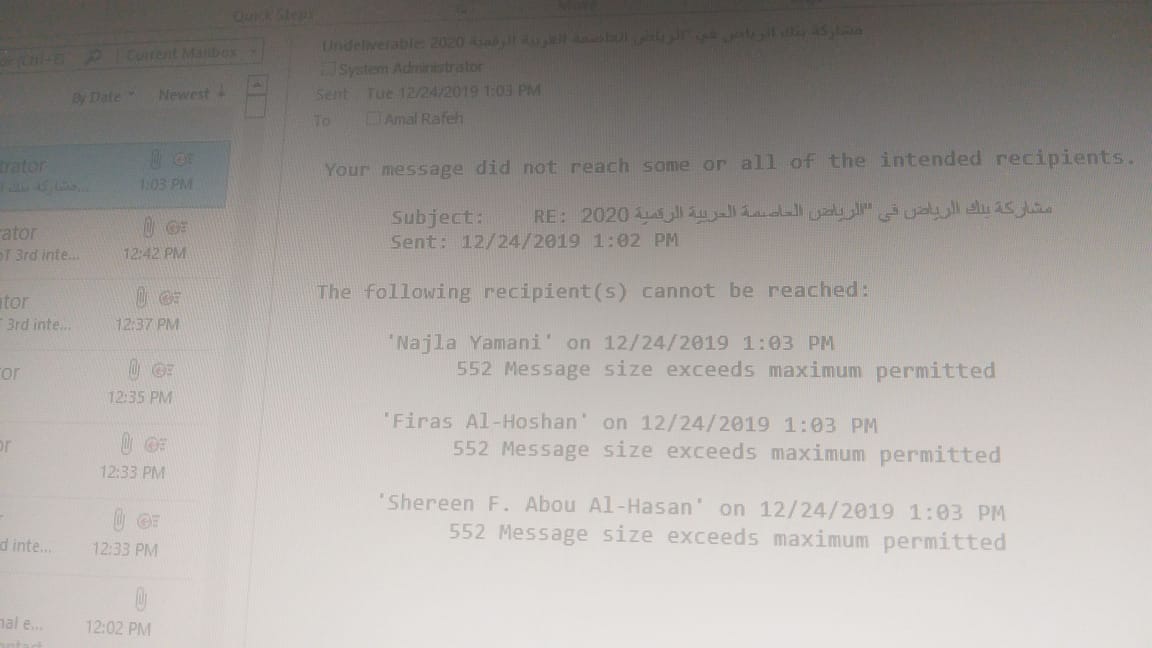 Quick Steps
Current Mailbox
By Date Newest
Undeliverable: مشاركة بنك الرياض في "الرياض العاصمة العربية الرقمية 2020
System Administrator
Sent Tue 12/24/2019 1:03 PM
To Amal Rafeh
trator
1:03 PM
ator
3rd inte... 12:42 PM
tor
3rd inte... 12:37 PM
or
12:35 PM
or
12:33 PM
d inte... 12:33 PM
nal e... 12:02 PM
Your message did not reach some or all of the intended recipients.
Subject: RE: مشاركة بنك الرياض في "الرياض العاصمة العربية الرقمية 2020
Sent: 12/24/2019 1:02 PM
The following recipient(s) cannot be reached:
'Najla Yamani' on 12/24/2019 1:03 PM
552 Message size exceeds maximum permitted
'Firas Al-Hoshan' on 12/24/2019 1:03 PM
552 Message size exceeds maximum permitted
'Shereen F. Abou Al-Hasan' on 12/24/2019 1:03 PM
552 Message size exceeds maximum permitted